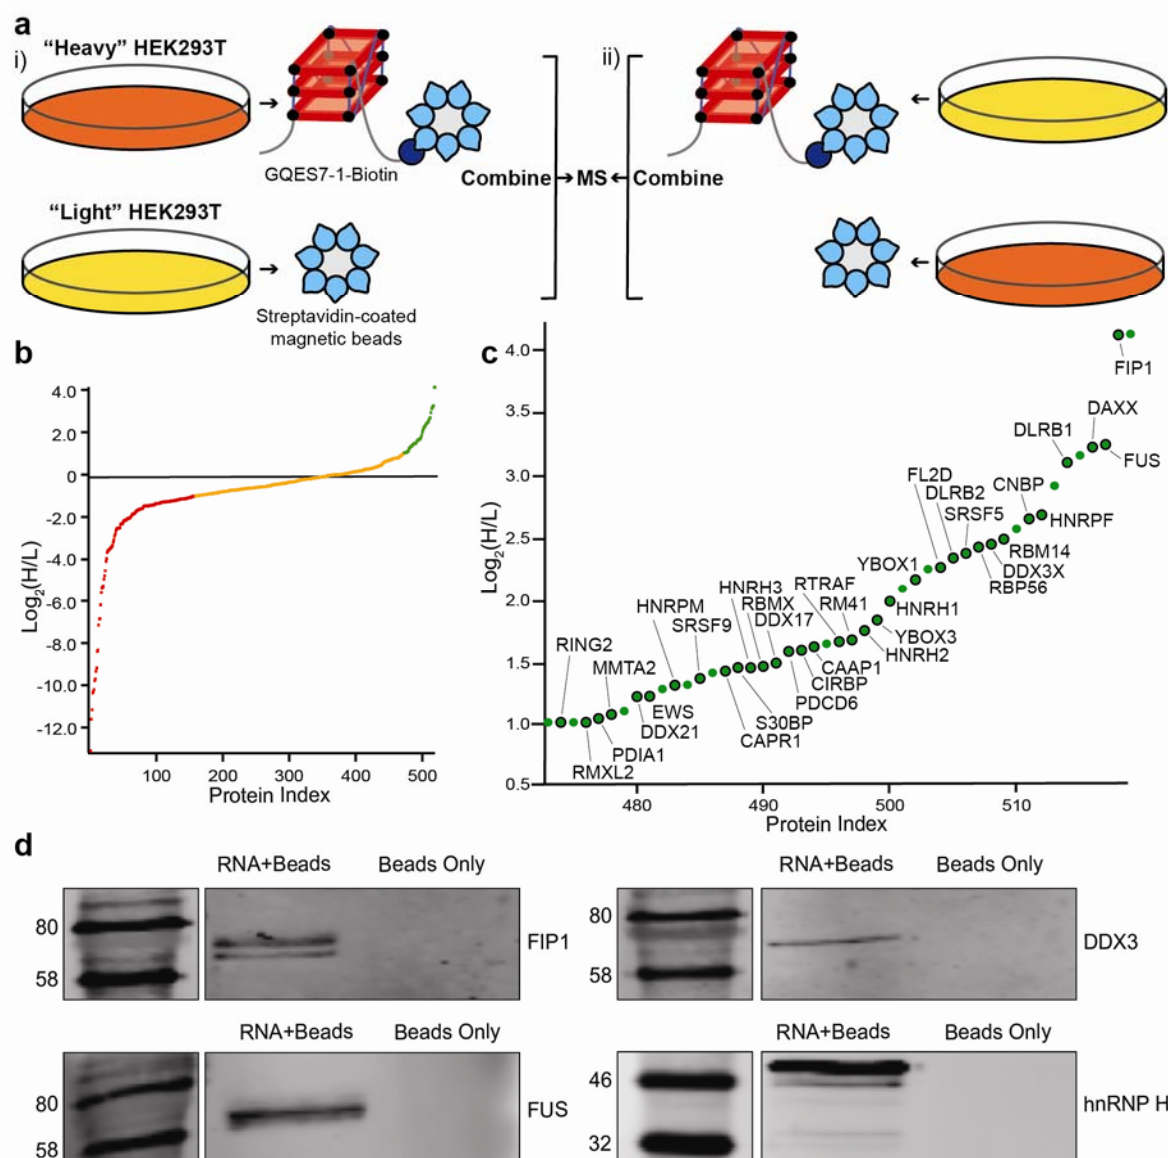 a
i)
"Heavy" HEK293T
GQES7-1-Biotin
"Light" HEK293T
Streptavidin-coated
magnetic beads
Combine
MS
Combine
ii)
b
4.0
2.0
0
-2.0
-4.0
-6.0
-8.0
-10.0
-12.0
Log2(H/L)
100
200
300
400
500
Protein Index
c
4.0
3.5
3.0
2.5
2.0
1.5
1.0
0.5
Log2(H/L)
480
490
500
510
Protein Index
FIP1
DAXX
DLRB1
FUS
FL2D
DLRB2
SRSF5
CNBP
HNRPF
YBOX1
RBM14
DDX3X
RBP56
HNRH3
RBMX
DDX17
RTRAF
RM41
HNRH1
HNRPM
SRSF9
YBOX3
HNRH2
RING2
MMTA2
CAAP1
CIRBP
PDCD6
EWS
DDX21
S30BP
CAPR1
PDIA1
RMXL2
d
RNA+Beads
Beads Only
80
58
FIP1
RNA+Beads
Beads Only
80
58
DDX3
RNA+Beads
Beads Only
80
58
FUS
RNA+Beads
Beads Only
46
32
hnRNP H